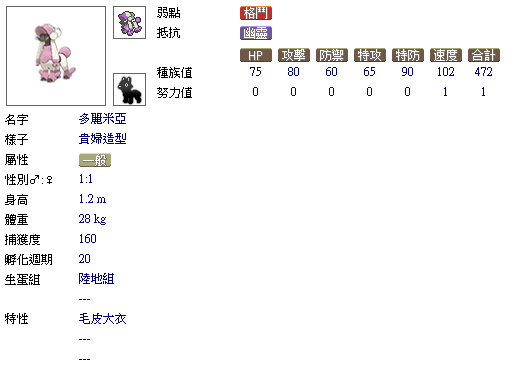 弱點 格鬥
抵抗 幽靈
HP 攻擊 防禦 特攻 特防 速度 合計
種族值 75 80 60 65 90 102 472
努力值 0 0 0 0 0 1 1
名字 多麗米亞
樣子 貴婦造型
屬性 一般
性別♂:♀ 1:1
身高 1.2 m
體重 28 kg
捕獲度 160
孵化週期 20
生蛋組 陸地組
---
特性 毛皮大衣
---
---